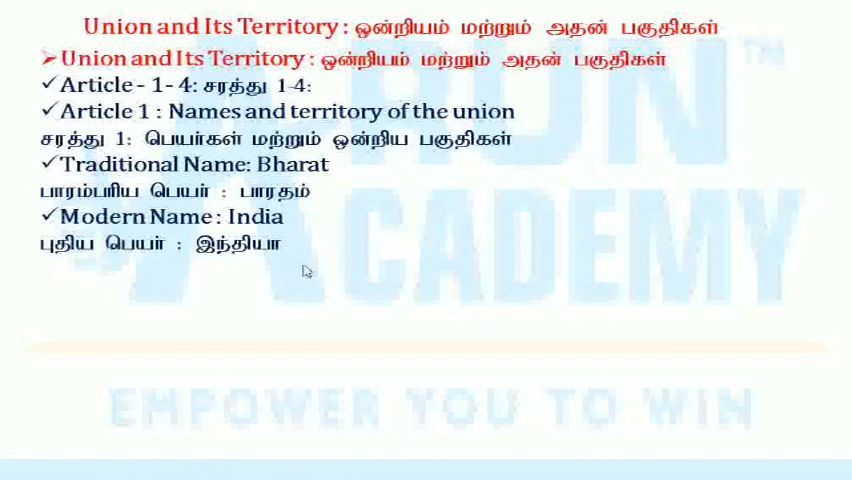 Union and Its Territory : ஒன்றியம் மற்றும் அதன் பகுதிகள்
➢Union and Its Territory : ஒன்றியம் மற்றும் அதன் பகுதிகள்
✓Article - 1- 4: சரத்து 1-4:
✓Article 1 : Names and territory of the union
சரத்து 1: பெயர்கள் மற்றும் ஒன்றிய பகுதிகள்
✓Traditional Name: Bharat
பாரம்பரிய பெயர் : பாரதம்
✓Modern Name : India
புதிய பெயர் : இந்தியா
ARUN
ACADEMY
TM
EMPOWER YOU TO WIN